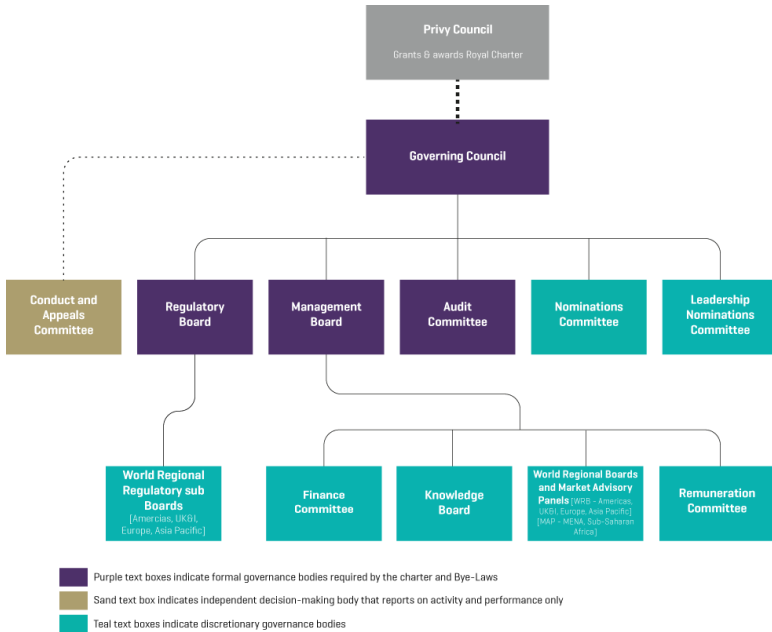 Privy Council
Grants & awards Royal Charter
Governing Council
Conduct and
Appeals
Committee
Regulatory
Board
Management
Board
Audit
Committee
Nominations
Committee
Leadership
Nominations
Committee
World Regional
Regulatory sub
Boards
[Amercias, UK&I,
Europe, Asia Pacific]
Finance
Committee
Knowledge
Board
World Regional Boards
and Market Advisory
Panels [WRB - Americas,
UK&I, Europe, Asia Pacific]
[MAP - MENA, Sub-Saharan
Africa]
Remuneration
Committee
Purple text boxes indicate formal governance bodies required by the charter and Bye-Laws
Sand text box indicates independent decision-making body that reports on activity and performance only
Teal text boxes indicate discretionary governance bodies